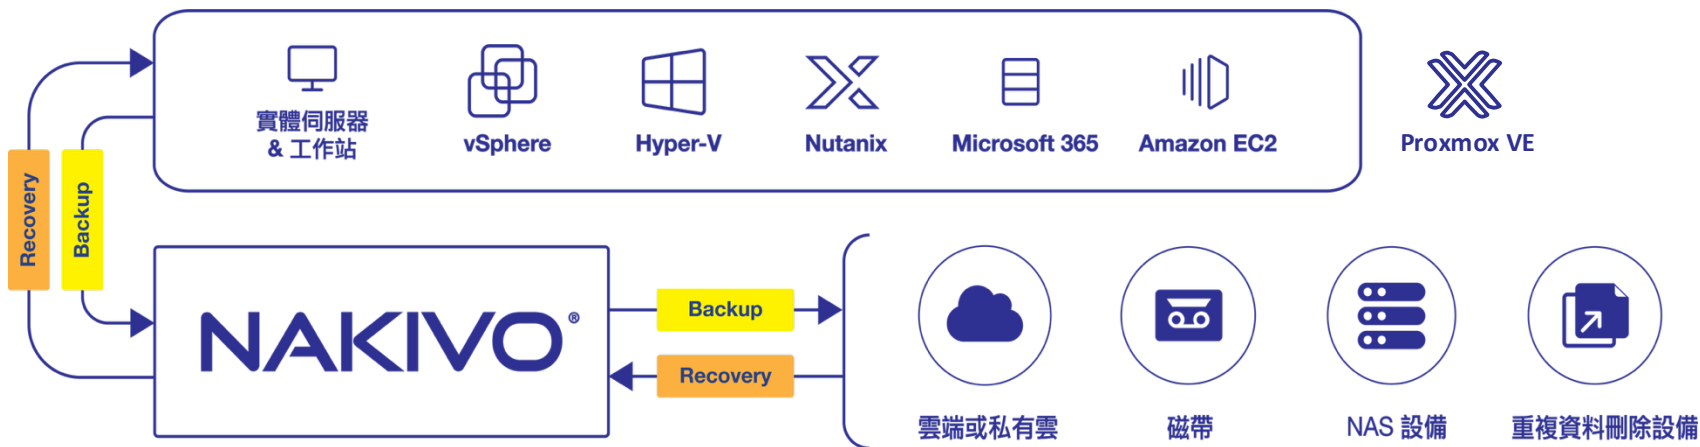 實體伺服器
& 工作站
vSphere
Hyper-V
Nutanix
Microsoft 365
Amazon EC2
Proxmox VE
Recovery
Backup
NAKIVO®
Backup
Recovery
雲端或私有雲
磁帶
NAS 設備
重複資料刪除設備